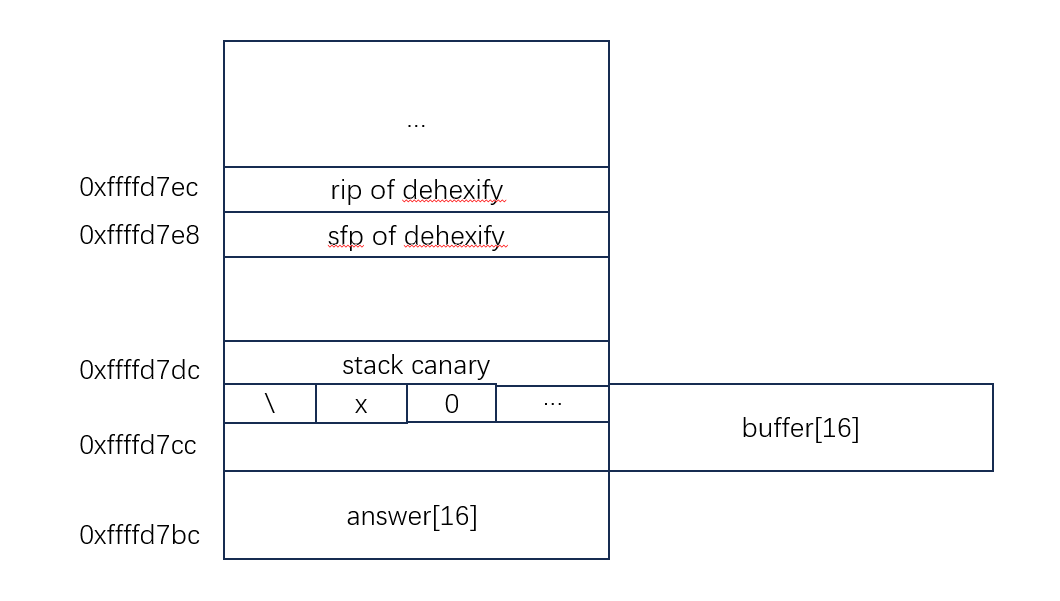 ...
0xffffd7ec rip of dehexify
0xffffd7e8 sfp of dehexify
0xffffd7dc stack canary
\ x 0 ...
buffer[16]
0xffffd7cc
answer[16]
0xffffd7bc